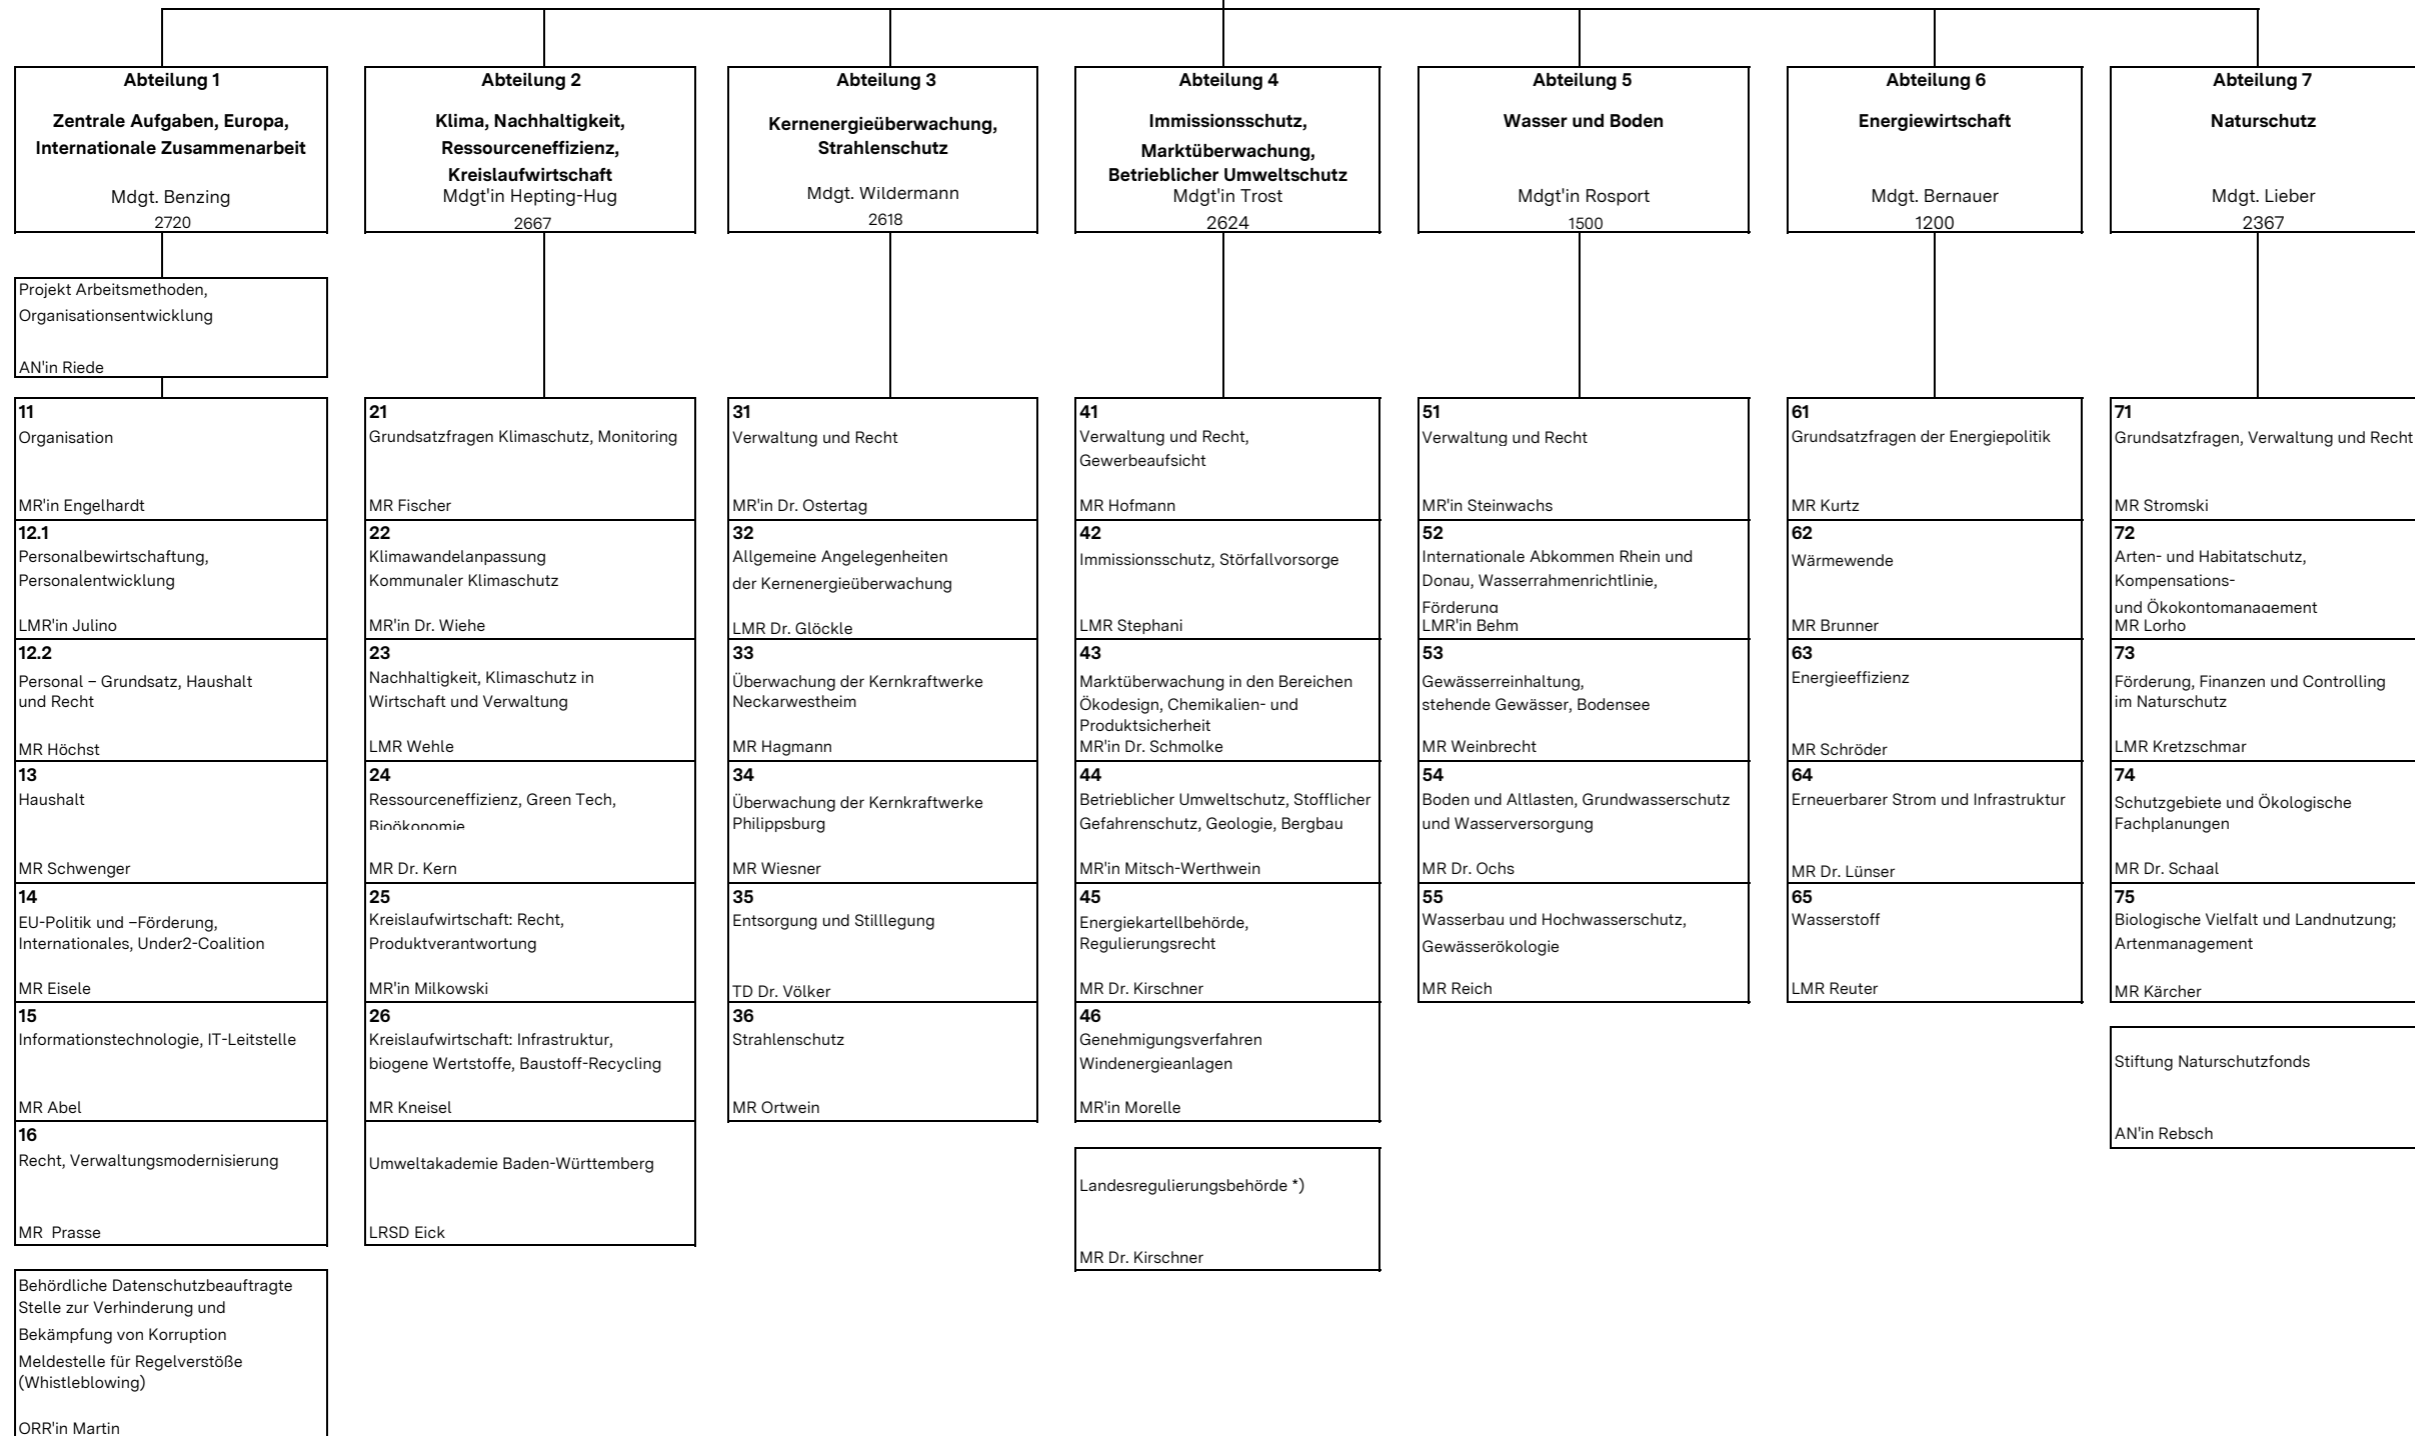 Abteilung 1
Zentrale Aufgaben, Europa,
Internationale Zusammenarbeit
Mdgt. Benzing
2720
Projekt Arbeitsmethoden,
Organisationsentwicklung
AN'in Riede
11
Organisation
MR'in Engelhardt
12.1
Personalbewirtschaftung,
Personalentwicklung
LMR'in Julino
12.2
Personal – Grundsatz, Haushalt
und Recht
MR Höchst
13
Haushalt
MR Schwenger
14
EU-Politik und –Förderung,
Internationales, Under2-Coalition
MR Eisele
15
Informationstechnologie, IT-Leitstelle
MR Abel
16
Recht, Verwaltungsmodernisierung
MR  Prasse
Behördliche Datenschutzbeauftragte
Stelle zur Verhinderung und
Bekämpfung von Korruption
Meldestelle für Regelverstöße
(Whistleblowing)
ORR'in Martin
Abteilung 2
Klima, Nachhaltigkeit,
Ressourceneffizienz,
Kreislaufwirtschaft
Mdgt'in Hepting-Hug
2667
21
Grundsatzfragen Klimaschutz, Monitoring
MR Fischer
22
Klimawandelanpassung
Kommunaler Klimaschutz
MR'in Dr. Wiehe
23
Nachhaltigkeit, Klimaschutz in
Wirtschaft und Verwaltung
LMR Wehle
24
Ressourceneffizienz, Green Tech,
Bioökonomie
MR Dr. Kern
25
Kreislaufwirtschaft: Recht,
Produktverantwortung
MR'in Milkowski
26
Kreislaufwirtschaft: Infrastruktur,
biogene Wertstoffe, Baustoff-Recycling
MR Kneisel
Umweltakademie Baden-Württemberg
LRSD Eick
Abteilung 3
Kernenergieüberwachung,
Strahlenschutz
Mdgt. Wildermann
2618
31
Verwaltung und Recht
MR'in Dr. Ostertag
32
Allgemeine Angelegenheiten
der Kernenergieüberwachung
LMR Dr. Glöckle
33
Überwachung der Kernkraftwerke
Neckarwestheim
MR Hagmann
34
Überwachung der Kernkraftwerke
Philippsburg
MR Wiesner
35
Entsorgung und Stilllegung
TD Dr. Völker
36
Strahlenschutz
MR Ortwein
Abteilung 4
Immissionsschutz,
Marktüberwachung,
Betrieblicher Umweltschutz
Mdgt'in Trost
2624
41
Verwaltung und Recht,
Gewerbeaufsicht
MR Hofmann
42
Immissionsschutz, Störfallvorsorge
LMR Stephani
43
Marktüberwachung in den Bereichen
Ökodesign, Chemikalien- und
Produktsicherheit
MR'in Dr. Schmolke
44
Betrieblicher Umweltschutz, Stofflicher
Gefahrenschutz, Geologie, Bergbau
MR'in Mitsch-Werthwein
45
Energiekartellbehörde,
Regulierungsrecht
MR Dr. Kirschner
46
Genehmigungsverfahren
Windenergieanlagen
MR'in Morelle
Landesregulierungsbehörde *)
MR Dr. Kirschner
Abteilung 5
Wasser und Boden
Mdgt'in Rosport
1500
51
Verwaltung und Recht
MR'in Steinwachs
52
Internationale Abkommen Rhein und
Donau, Wasserrahmenrichtlinie,
Förderung
LMR'in Behm
53
Gewässerreinhaltung,
stehende Gewässer, Bodensee
MR Weinbrecht
54
Boden und Altlasten, Grundwasserschutz
und Wasserversorgung
MR Dr. Ochs
55
Wasserbau und Hochwasserschutz,
Gewässerökologie
MR Reich
Abteilung 6
Energiewirtschaft
Mdgt. Bernauer
1200
61
Grundsatzfragen der Energiepolitik
MR Kurtz
62
Wärmewende
MR Brunner
63
Energieeffizienz
MR Schröder
64
Erneuerbarer Strom und Infrastruktur
MR Dr. Lünser
65
Wasserstoff
LMR Reuter
Abteilung 7
Naturschutz
Mdgt. Lieber
2367
71
Grundsatzfragen, Verwaltung und Recht
MR Stromski
72
Arten- und Habitatschutz,
Kompensations-
und Ökokontomanagement
MR Lorho
73
Förderung, Finanzen und Controlling
im Naturschutz
LMR Kretzschmar
74
Schutzgebiete und Ökologische
Fachplanungen
MR Dr. Schaal
75
Biologische Vielfalt und Landnutzung;
Artenmanagement
MR Kärcher
Stiftung Naturschutzfonds
AN'in Rebsch